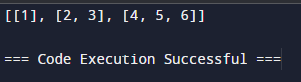 [[1], [2, 3], [4, 5, 6]]
=== Code Execution Successful ===